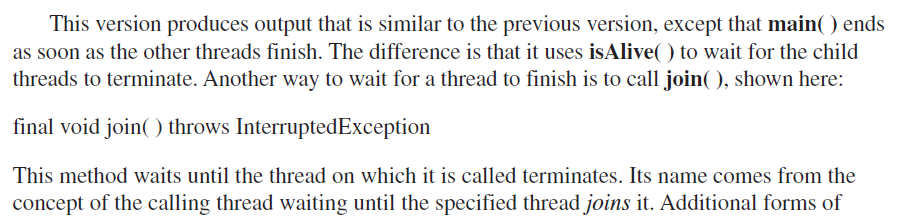 This version produces output that is similar to the previous version, except that main( ) ends
as soon as the other threads finish. The difference is that it uses isAlive( ) to wait for the child
threads to terminate. Another way to wait for a thread to finish is to call join( ), shown here:
final void join( ) throws InterruptedException
This method waits until the thread on which it is called terminates. Its name comes from the
concept of the calling thread waiting until the specified thread joins it. Additional forms of